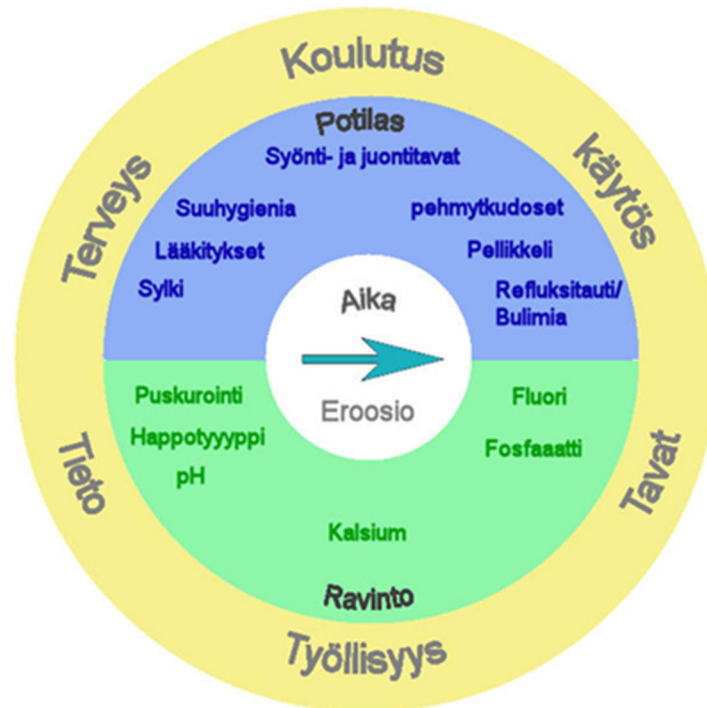 Koulutus
käytös
Tavat
Työllisyys
Tieto
Terveys
Potilas
Syönti- ja juontitavat
Suuhygienia
Lääkitykset
Sylki
pehmytkudoset
Pellikkeli
Refluksitauti/
Bulimia
Aika
Eroosio
Puskurointi
Happotyyyppi
pH
Fluori
Fosfaaatti
Kalsium
Ravinto